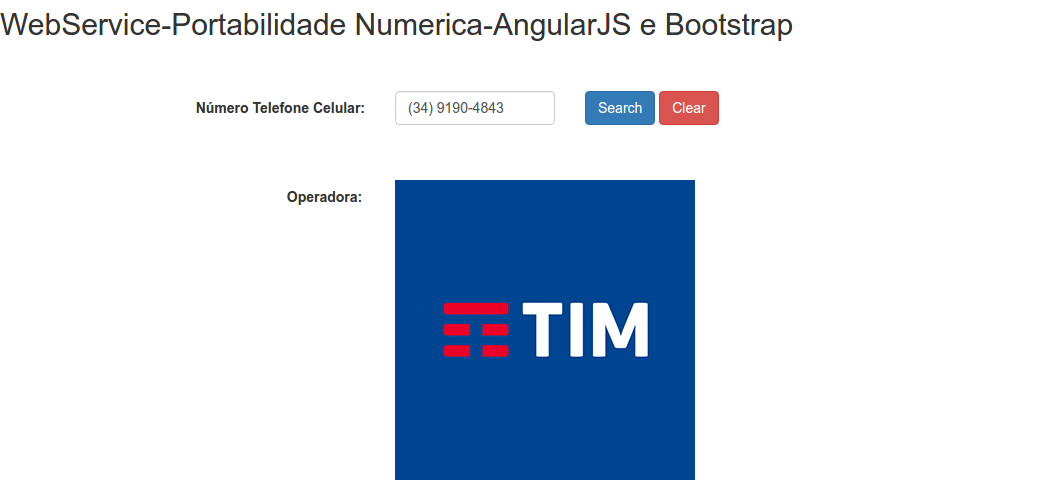 WebService-Portabilidade Numerica-AngularJS e Bootstrap
Número Telefone Celular: (34) 9190-4843 Search Clear
Operadora:
TIM